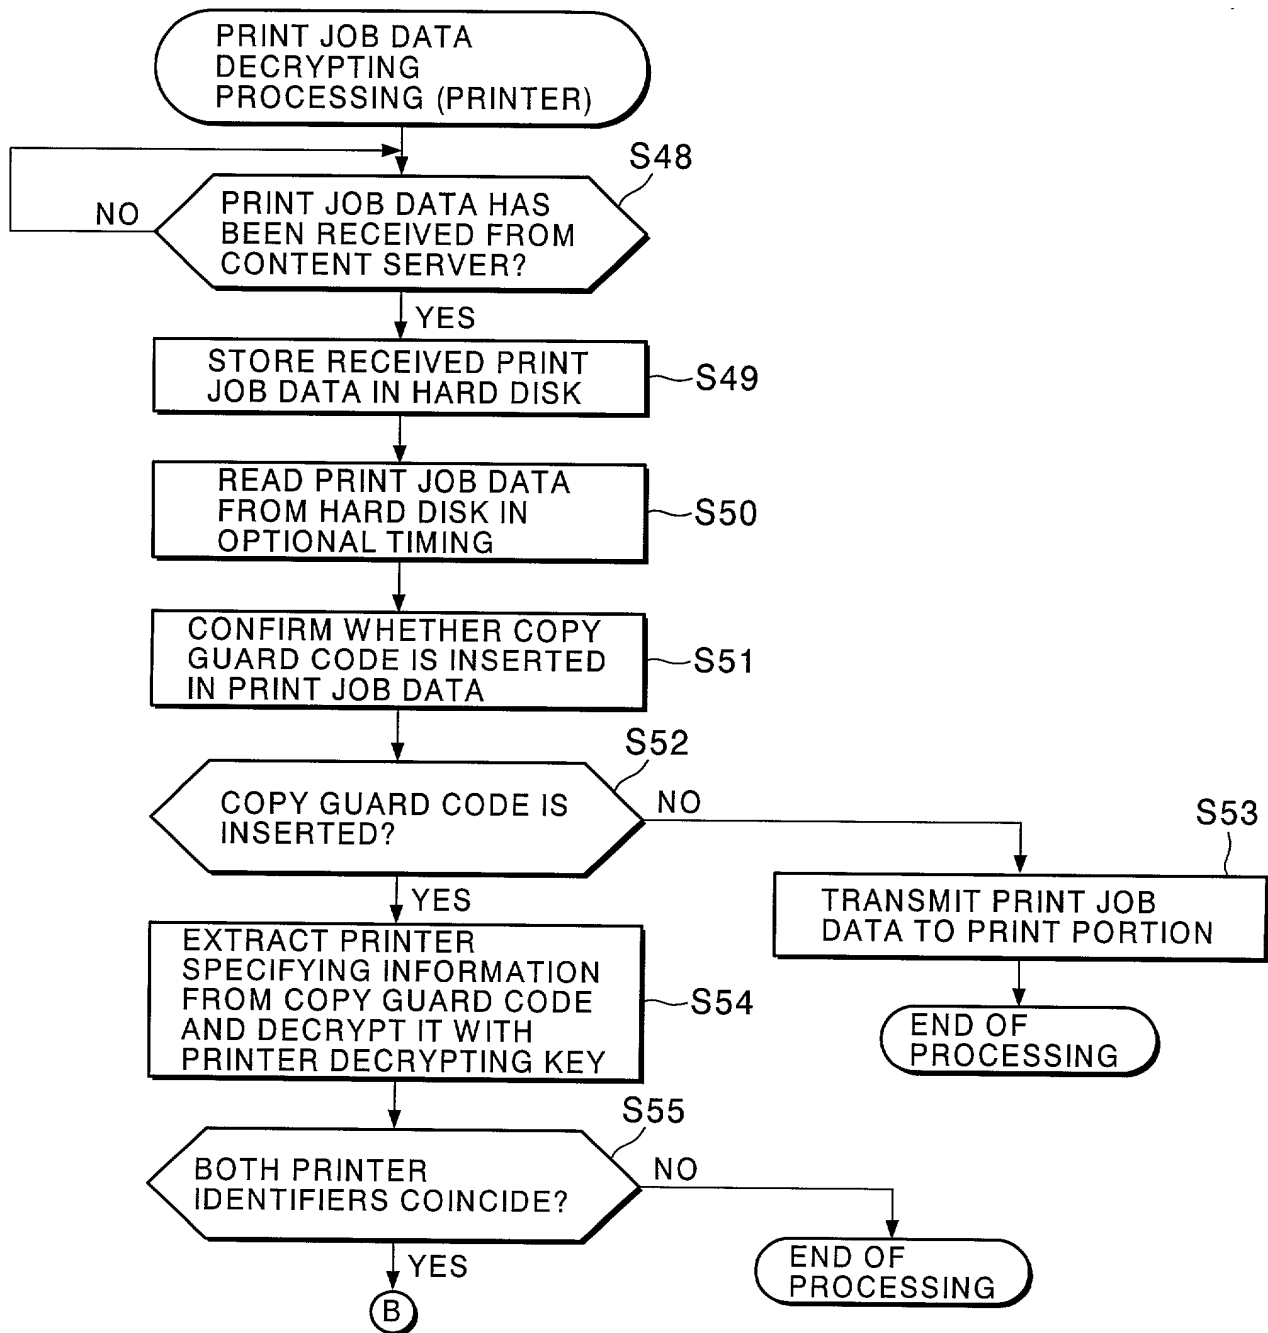 PRINT JOB DATA
DECRYPTING
PROCESSING (PRINTER)
S48
NO
PRINT JOB DATA HAS
BEEN RECEIVED FROM
CONTENT SERVER?
YES
STORE RECEIVED PRINT
JOB DATA IN HARD DISK
S49
READ PRINT JOB DATA
FROM HARD DISK IN
OPTIONAL TIMING
S50
CONFIRM WHETHER COPY
GUARD CODE IS INSERTED
IN PRINT JOB DATA
S51
S52
COPY GUARD CODE IS
INSERTED?
NO
S53
YES
TRANSMIT PRINT JOB
DATA TO PRINT PORTION
EXTRACT PRINTER
SPECIFYING INFORMATION
FROM COPY GUARD CODE
AND DECRYPT IT WITH
PRINTER DECRYPTING KEY
S54
END OF
PROCESSING
S55
BOTH PRINTER
IDENTIFIERS COINCIDE?
NO
YES
END OF
PROCESSING
B